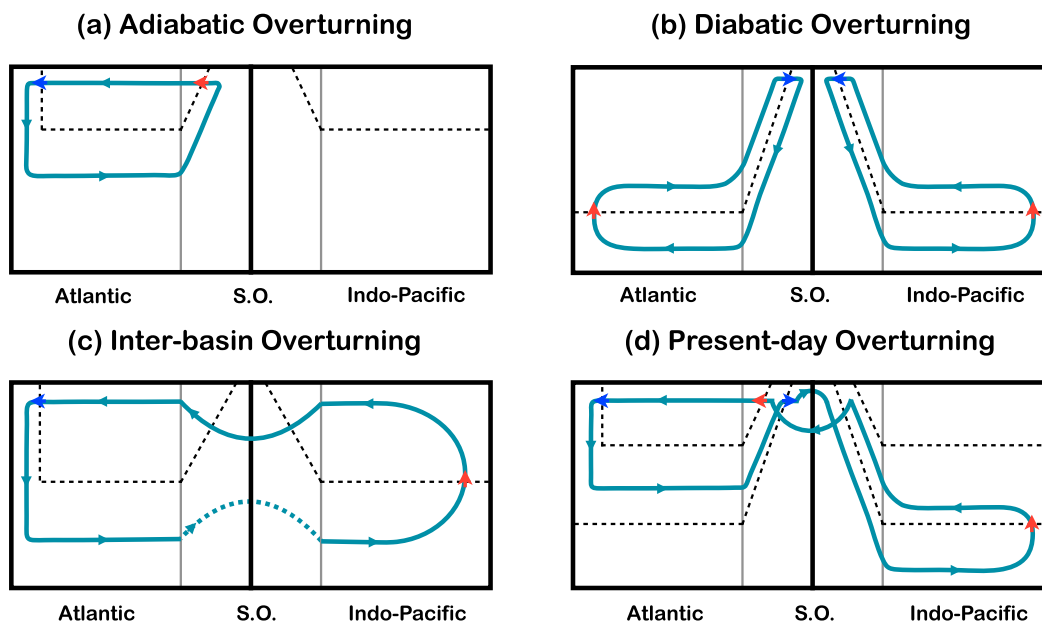 (a) Adiabatic Overturning
(b) Diabatic Overturning
Atlantic S.O. Indo-Pacific
Atlantic S.O. Indo-Pacific
(c) Inter-basin Overturning
(d) Present-day Overturning
Atlantic S.O. Indo-Pacific
Atlantic S.O. Indo-Pacific